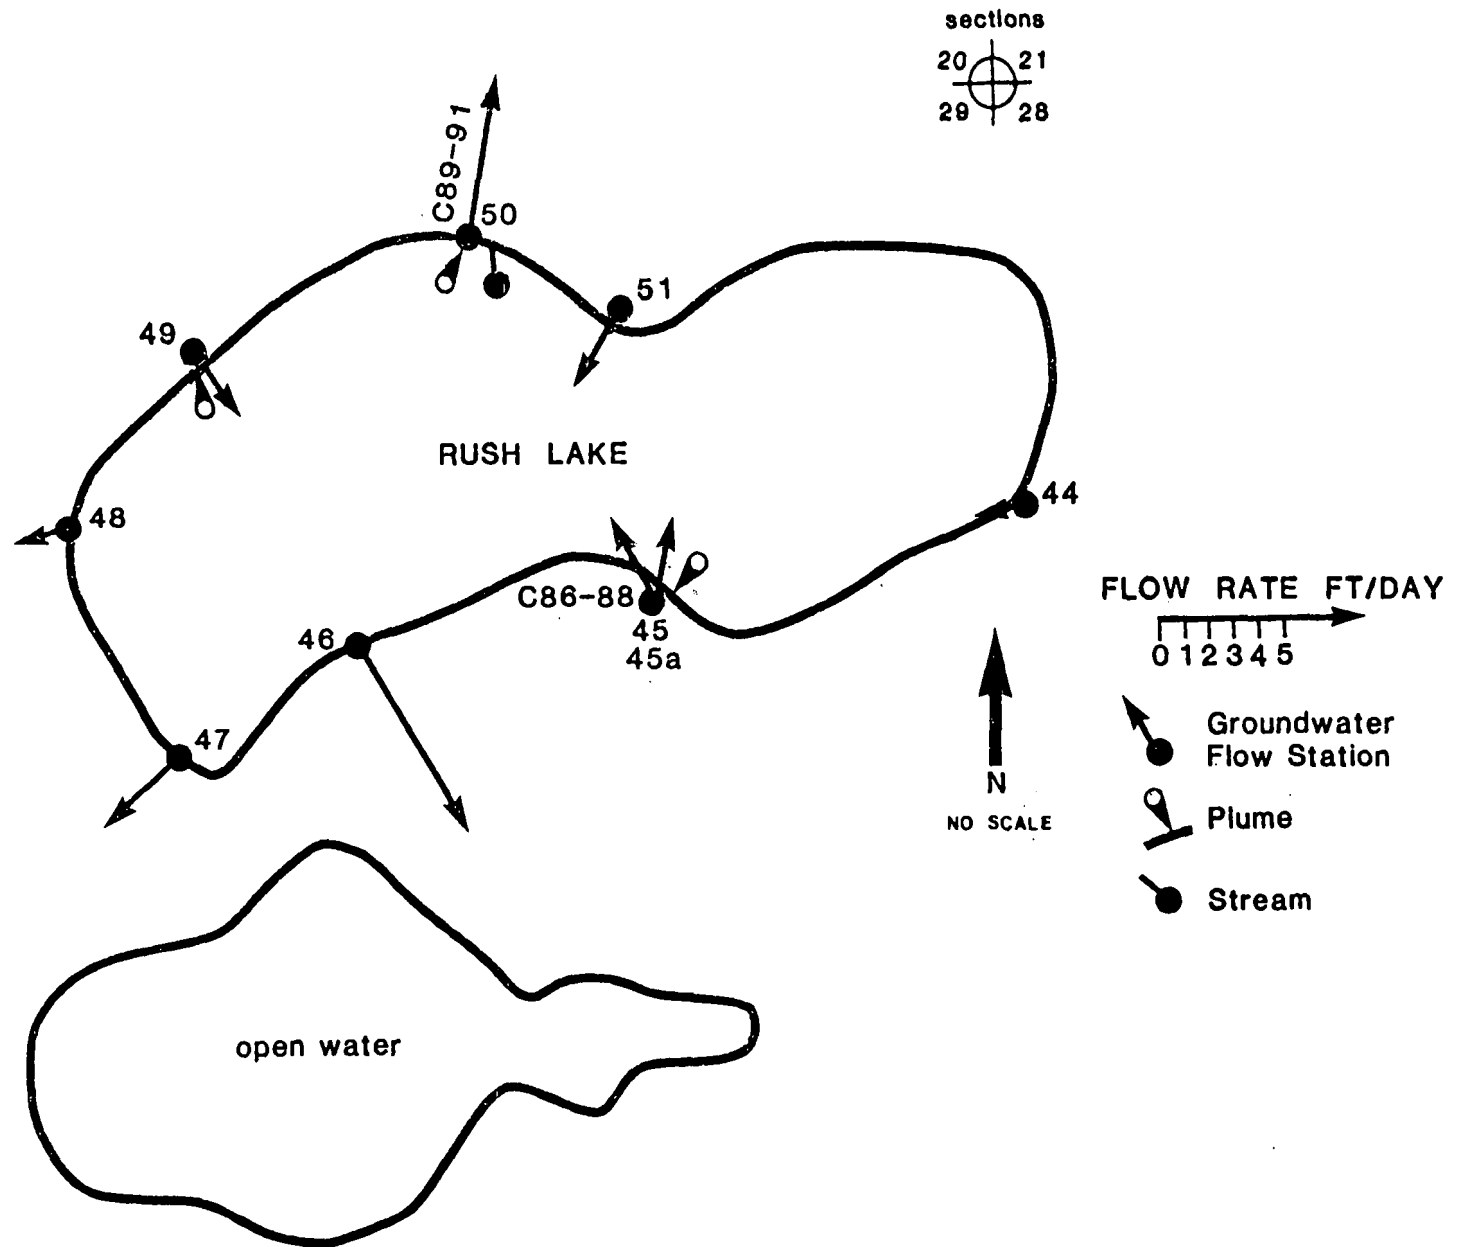 sections
20 21
29 28
C89-91
50
51
49
RUSH LAKE
44
48
C86-88
45
45a
46
47
FLOW RATE FT/DAY
0 1 2 3 4 5
Groundwater
Flow Station
Plume
Stream
N
NO SCALE
open water